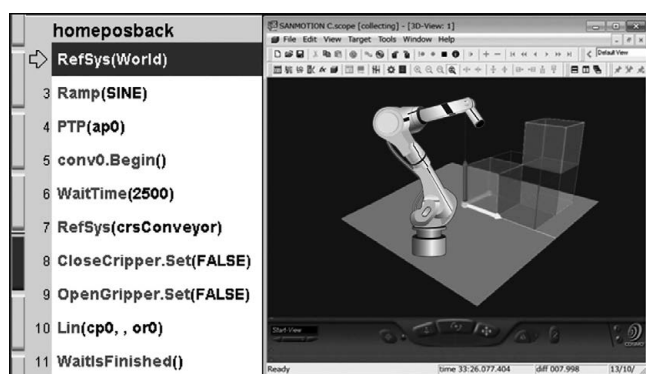 homeposback
RefSys(World)
3 Ramp(SINE)
4 PTP(ap0)
5 conv0.Begin()
6 WaitTime(2500)
7 RefSys(crsConveyor)
8 CloseCripper.Set(FALSE)
9 OpenGripper.Set(FALSE)
10 Lin(cp0, , or0)
11 WaitIsFinished()
SANMOTION C.scope [collecting] - [3D-View: 1]
File Edit View Target Tools Window Help
Default View
Start-View
Ready time 33:26.077.404 diff 007.998 13/10/